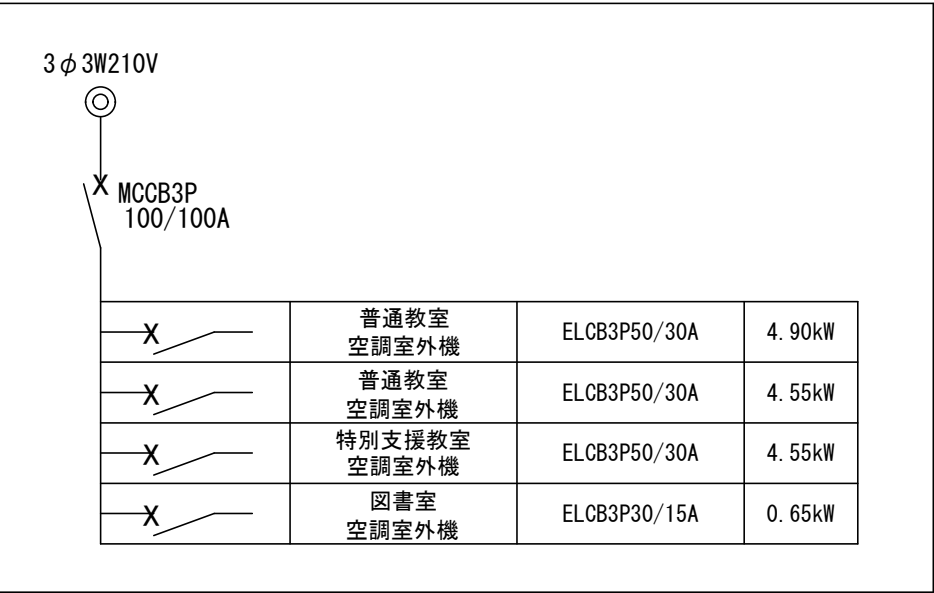 3φ3W210V
MCCB3P
100/100A
普通教室
空調室外機
ELCB3P50/30A
4.90kW
普通教室
空調室外機
ELCB3P50/30A
4.55kW
特別支援教室
空調室外機
ELCB3P50/30A
4.55kW
図書室
空調室外機
ELCB3P30/15A
0.65kW